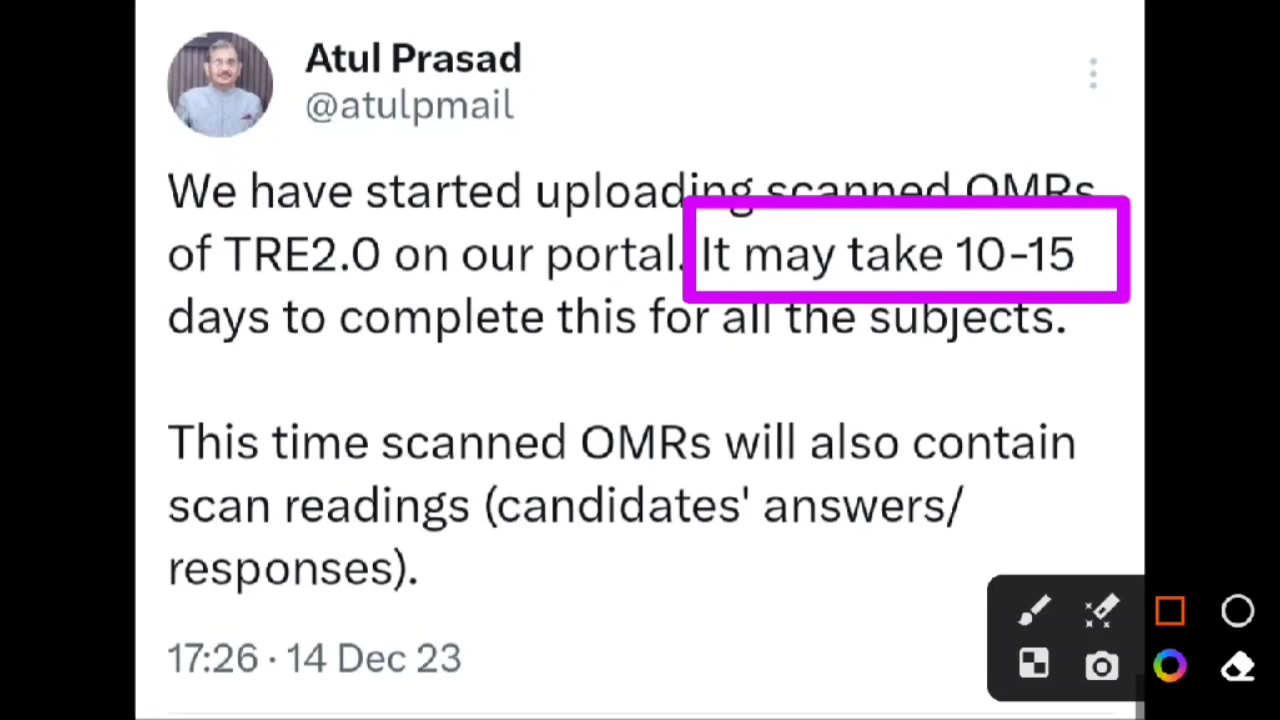 Atul Prasad
@atulpmail
We have started uploading scanned OMRs
of TRE2.0 on our portal. It may take 10-15
days to complete this for all the subjects.
This time scanned OMRs will also contain
scan readings (candidates' answers/
responses).
17:26 · 14 Dec 23